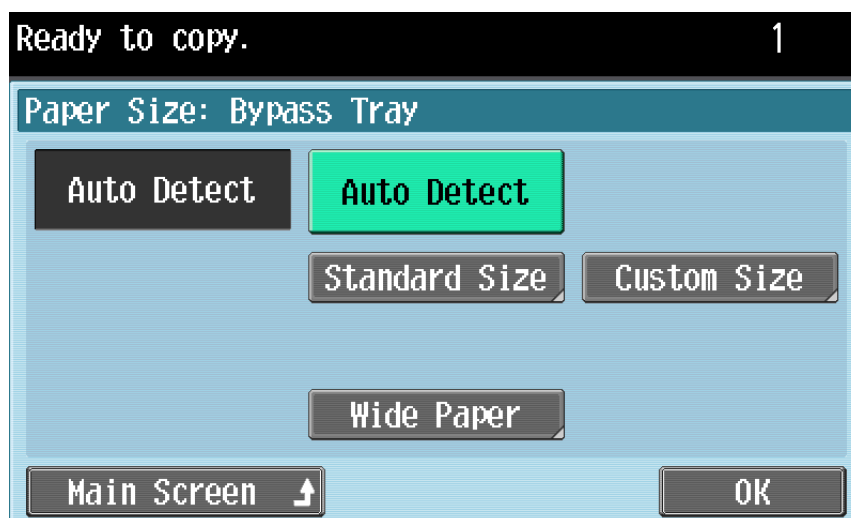 Ready to copy. 1
Paper Size: Bypass Tray
Auto Detect Auto Detect
Standard Size Custom Size
Wide Paper
Main Screen OK